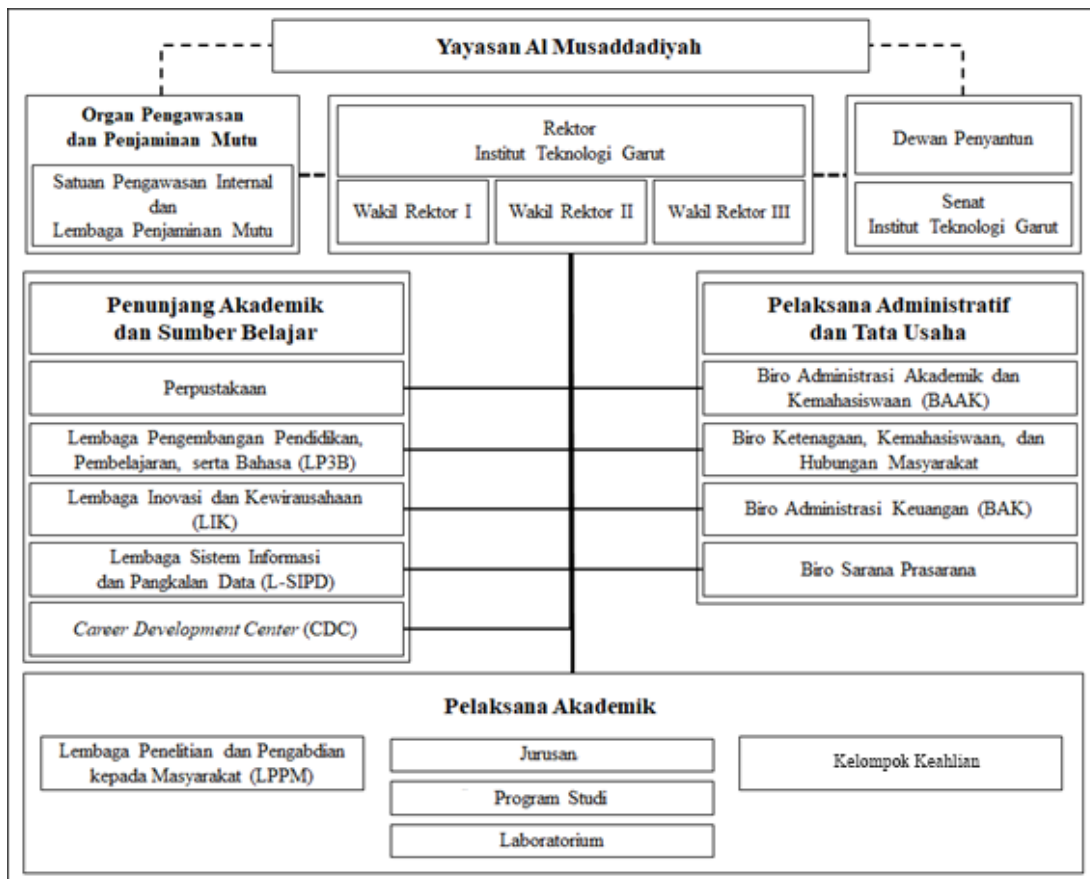 Yayasan Al Musaddadiyah
Organ Pengawasan
dan Penjaminan Mutu
Satuan Pengawasan Internal
dan
Lembaga Penjaminan Mutu
Rektor
Institut Teknologi Garut
Wakil Rektor I
Wakil Rektor II
Wakil Rektor III
Dewan Penyantun
Senat
Institut Teknologi Garut
Penunjang Akademik
dan Sumber Belajar
Perpustakaan
Lembaga Pengembangan Pendidikan,
Pembelajaran, serta Bahasa (LP3B)
Lembaga Inovasi dan Kewirausahaan
(LIK)
Lembaga Sistem Informasi
dan Pangkalan Data (L-SIPD)
Career Development Center (CDC)
Pelaksana Administratif
dan Tata Usaha
Biro Administrasi Akademik dan
Kemahasiswaan (BAAK)
Biro Ketenagaan, Kemahasiswaan, dan
Hubungan Masyarakat
Biro Administrasi Keuangan (BAK)
Biro Sarana Prasarana
Pelaksana Akademik
Lembaga Penelitian dan Pengabdian
kepada Masyarakat (LPPM)
Jurusan
Program Studi
Laboratorium
Kelompok Keahlian